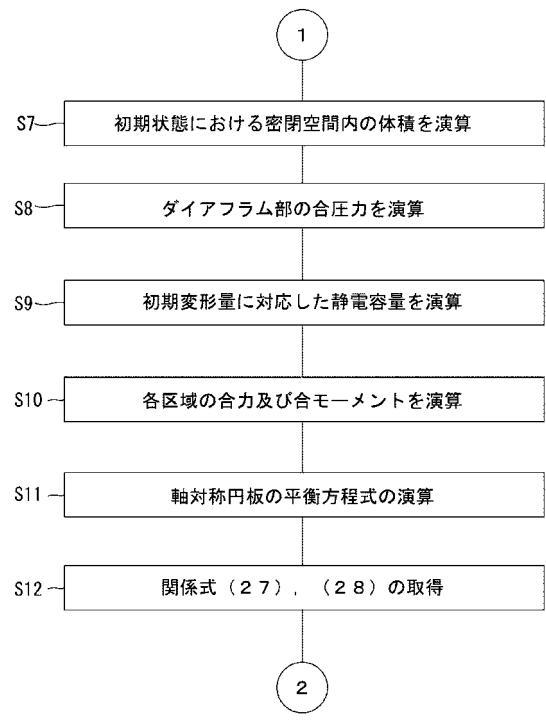 1
S7 初期状態における密閉空間内の体積を演算
S8 ダイアフラム部の合圧力を演算
S9 初期変形量に対応した静電容量を演算
S10 各区域の合力及び合モーメントを演算
S11 軸対称円板の平衡方程式の演算
S12 関係式(27),(28)の取得
2